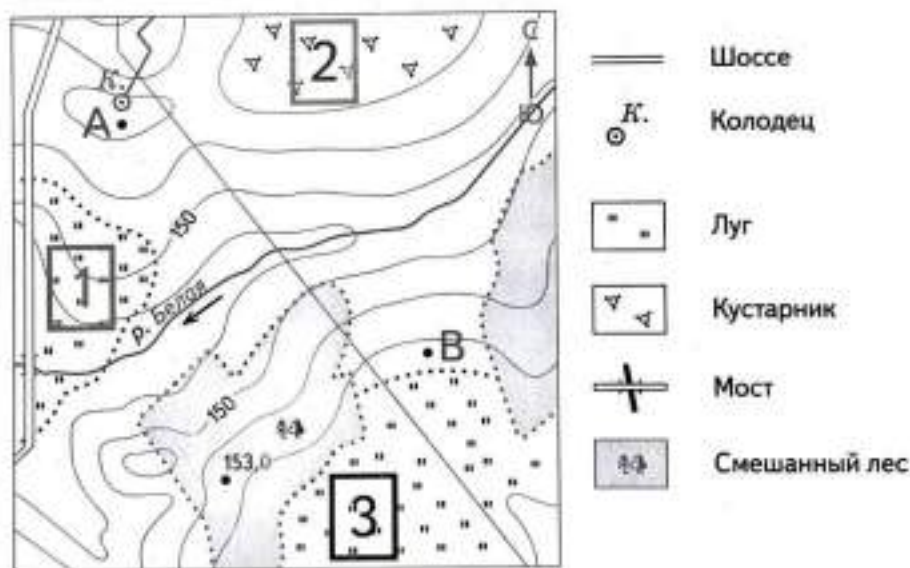 2
С
К.
А
Ю
150
1
р. Белая
В
150
153,0
3
Шоссе
К.
Колодец
Луг
Кустарник
Мост
Смешанный лес